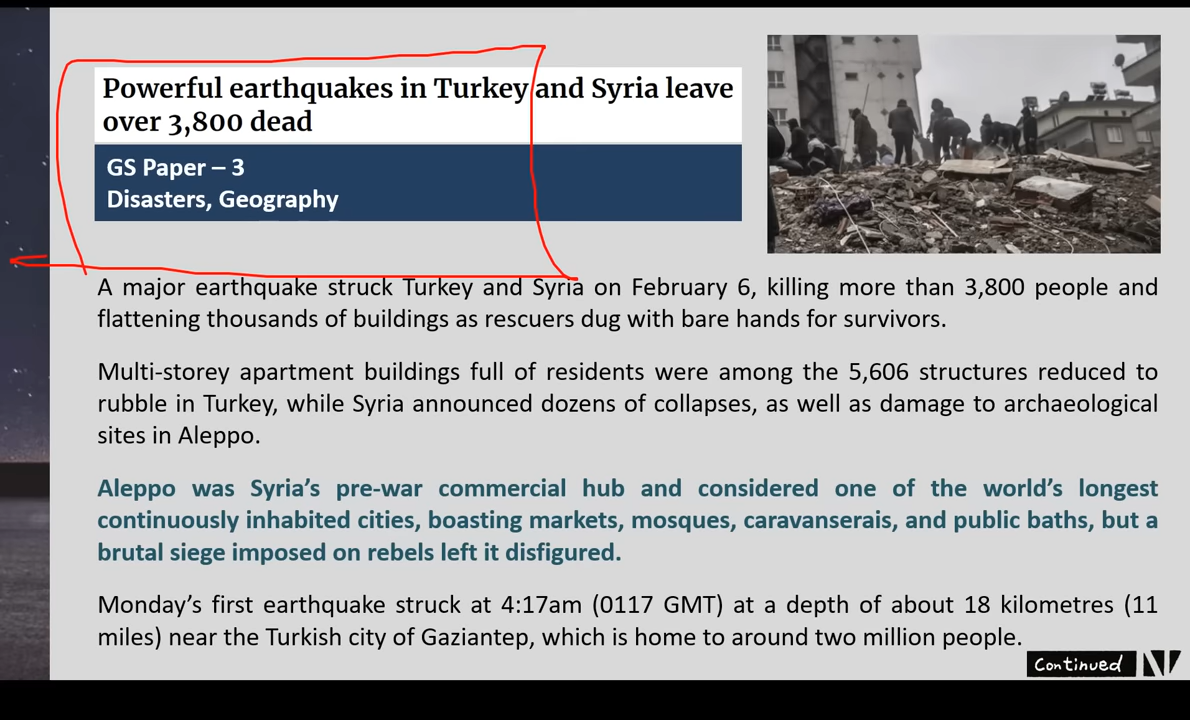 Powerful earthquakes in Turkey and Syria leave
over 3,800 dead
GS Paper – 3
Disasters, Geography
A major earthquake struck Turkey and Syria on February 6, killing more than 3,800 people and
flattening thousands of buildings as rescuers dug with bare hands for survivors.
Multi-storey apartment buildings full of residents were among the 5,606 structures reduced to
rubble in Turkey, while Syria announced dozens of collapses, as well as damage to archaeological
sites in Aleppo.
Aleppo was Syria’s pre-war commercial hub and considered one of the world’s longest
continuously inhabited cities, boasting markets, mosques, caravanserais, and public baths, but a
brutal siege imposed on rebels left it disfigured.
Monday’s first earthquake struck at 4:17am (0117 GMT) at a depth of about 18 kilometres (11
miles) near the Turkish city of Gaziantep, which is home to around two million people.
Continued